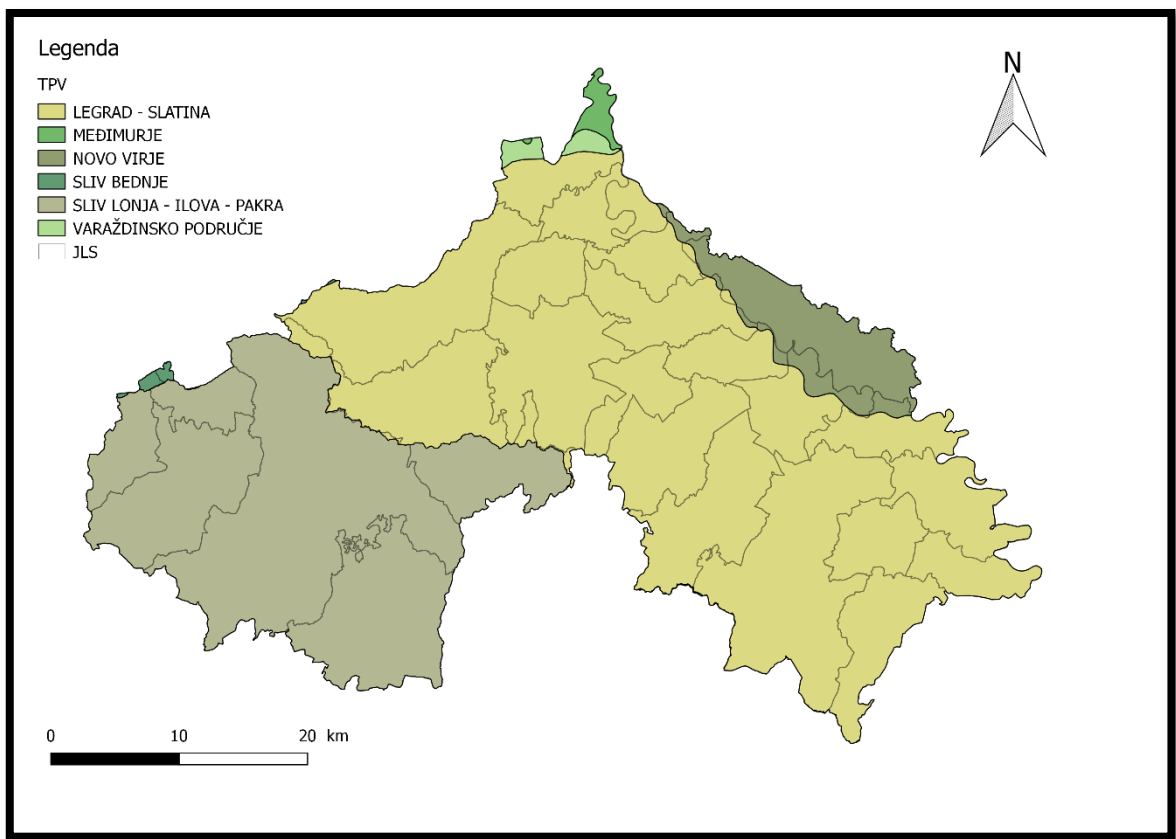 Legenda
TPV
LEGRAD - SLATINA
MEĐIMURJE
NOVO VIRJE
SLIV BEDNJE
SLIV LONJA - ILOVA - PAKRA
VARAŽDINSKO PODRUČJE
JLS
N
0 10 20 km